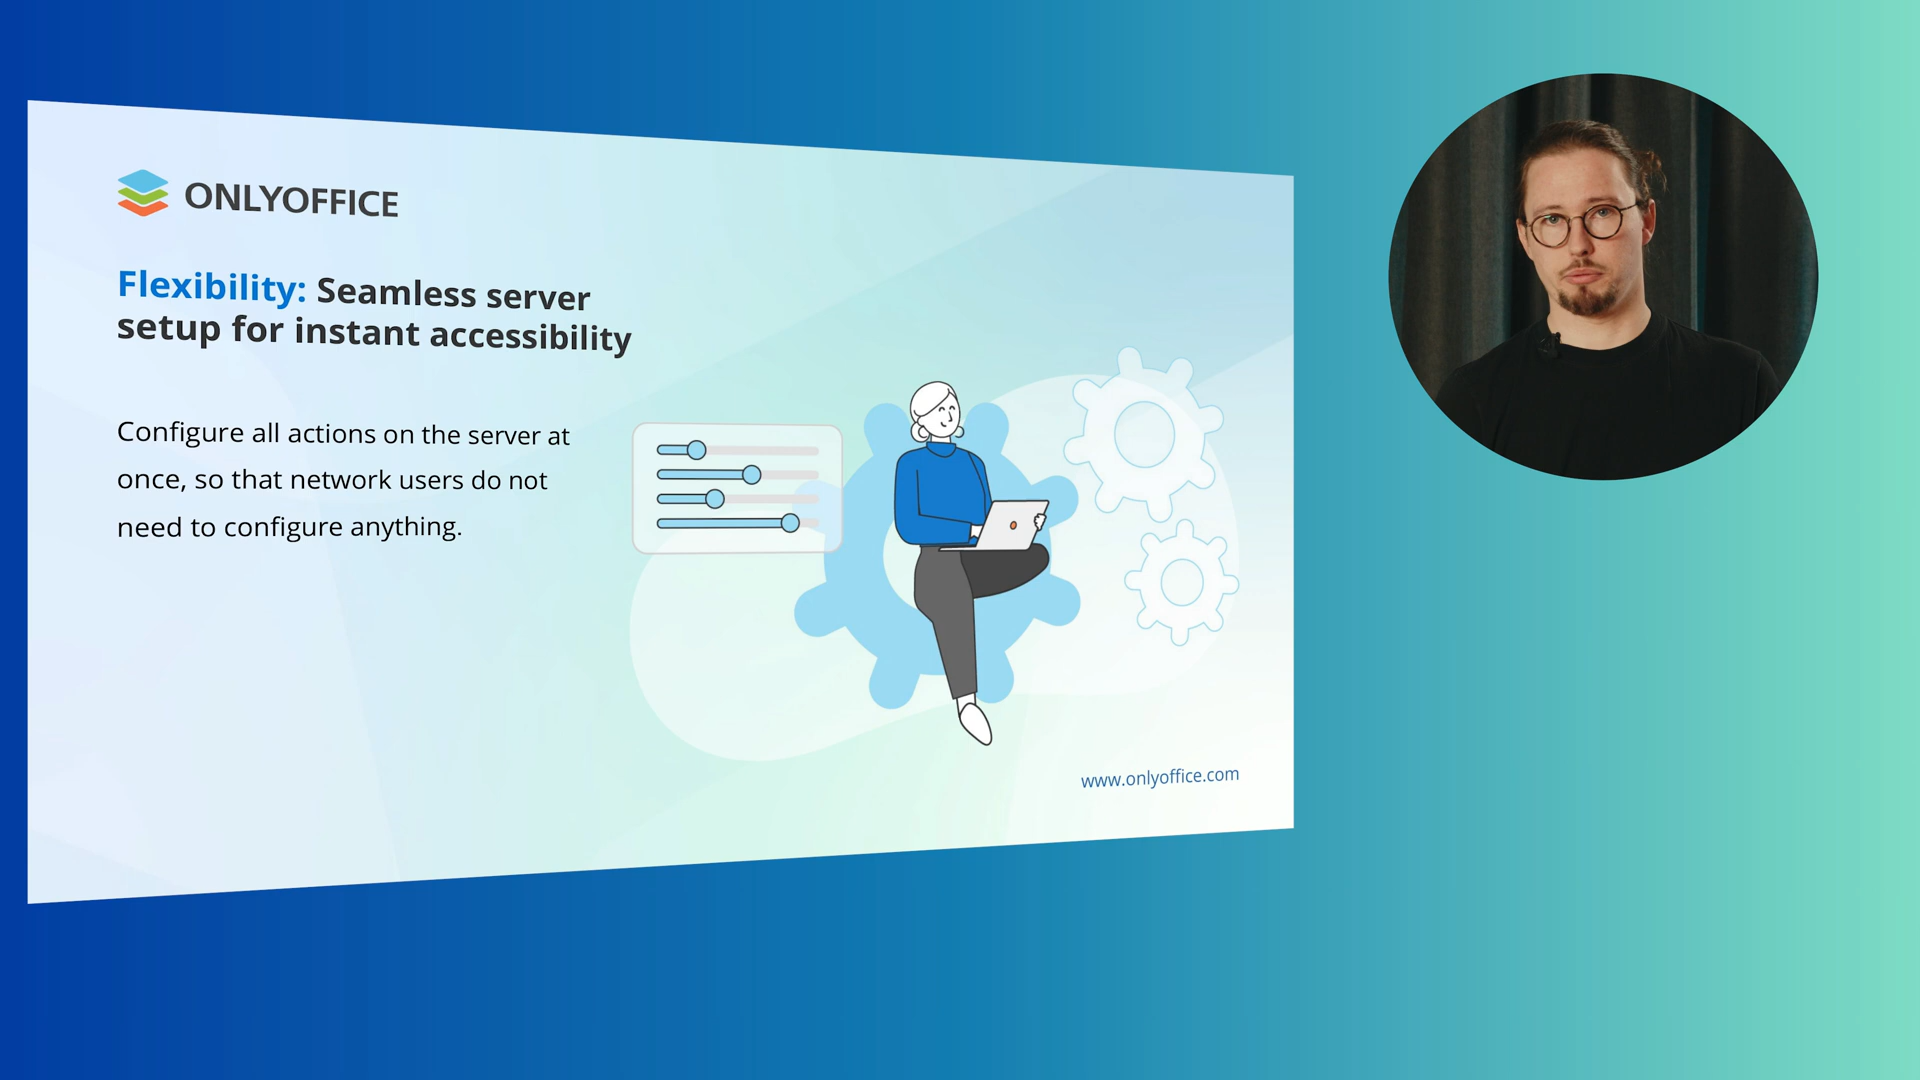 ONLYOFFICE
Flexibility: Seamless server
setup for instant accessibility
Configure all actions on the server at
once, so that network users do not
need to configure anything.
www.onlyoffice.com